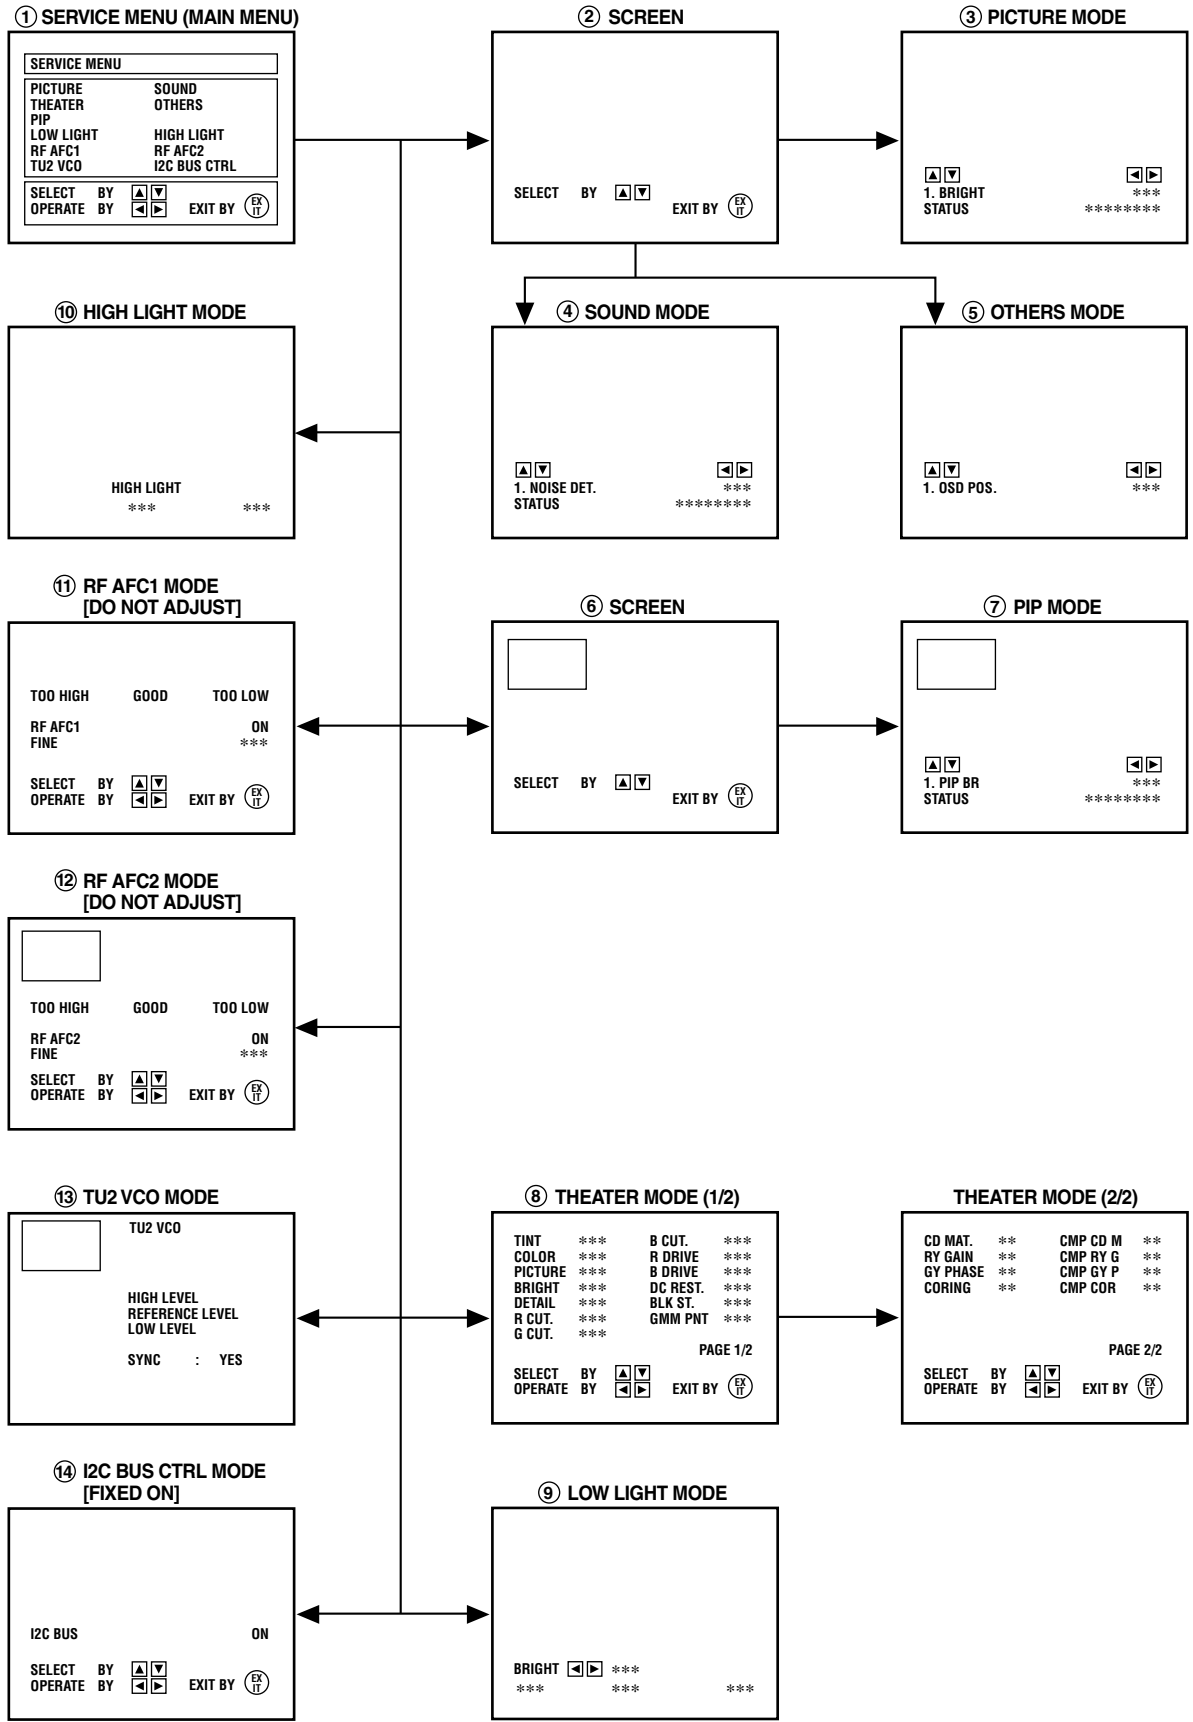 ① SERVICE MENU (MAIN MENU)
SERVICE MENU
PICTURE SOUND
THEATER OTHERS
PIP
LOW LIGHT HIGH LIGHT
RF AFC1 RF AFC2
TU2 VCO I2C BUS CTRL
SELECT BY ▲▼
OPERATE BY ◀▶ EXIT BY EXIT
② SCREEN
SELECT BY ▲▼
EXIT BY EXIT
③ PICTURE MODE
▲▼ ◀▶
1. BRIGHT ***
STATUS ********
⑩ HIGH LIGHT MODE
HIGH LIGHT
*** ***
④ SOUND MODE
▲▼ ◀▶
1. NOISE DET. ***
STATUS ********
⑤ OTHERS MODE
▲▼ ◀▶
1. OSD POS. ***
⑪ RF AFC1 MODE
[DO NOT ADJUST]
TOO HIGH GOOD TOO LOW
RF AFC1 ON
FINE ***
SELECT BY ▲▼
OPERATE BY ◀▶ EXIT BY EXIT
⑥ SCREEN
SELECT BY ▲▼
EXIT BY EXIT
⑦ PIP MODE
▲▼ ◀▶
1. PIP BR ***
STATUS ********
⑫ RF AFC2 MODE
[DO NOT ADJUST]
TOO HIGH GOOD TOO LOW
RF AFC2 ON
FINE ***
SELECT BY ▲▼
OPERATE BY ◀▶ EXIT BY EXIT
⑬ TU2 VCO MODE
TU2 VCO
HIGH LEVEL
REFERENCE LEVEL
LOW LEVEL
SYNC : YES
⑧ THEATER MODE (1/2)
TINT *** B CUT. ***
COLOR *** R DRIVE ***
PICTURE *** B DRIVE ***
BRIGHT *** DC REST. ***
DETAIL *** BLK ST. ***
R CUT. *** GMM PNT ***
G CUT. ***
PAGE 1/2
SELECT BY ▲▼
OPERATE BY ◀▶ EXIT BY EXIT
THEATER MODE (2/2)
CD MAT. ** CMP CD M **
RY GAIN ** CMP RY G **
GY PHASE ** CMP GY P **
CORING ** CMP COR **
PAGE 2/2
SELECT BY ▲▼
OPERATE BY ◀▶ EXIT BY EXIT
⑭ I2C BUS CTRL MODE
[FIXED ON]
I2C BUS ON
SELECT BY ▲▼
OPERATE BY ◀▶ EXIT BY EXIT
⑨ LOW LIGHT MODE
BRIGHT ◀▶ ***
*** *** ***